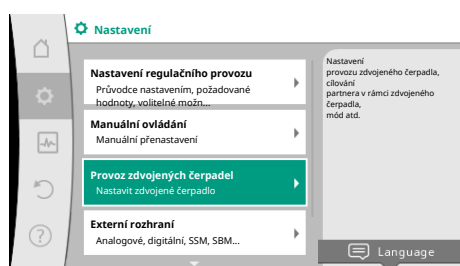 Nastavení
Nastavení regulačního provozu
Průvodce nastavením, požadované
hodnoty, volitelné možn...
Manuální ovládání
Manuální přenastavení
Provoz zdvojených čerpadel
Nastavit zdvojené čerpadlo
Externí rozhraní
Analogové, digitální, SSM, SBM...
Nastavení
provozu zdvojeného čerpadla,
cílování
partnera v rámci zdvojeného
čerpadla,
mód atd.
Language